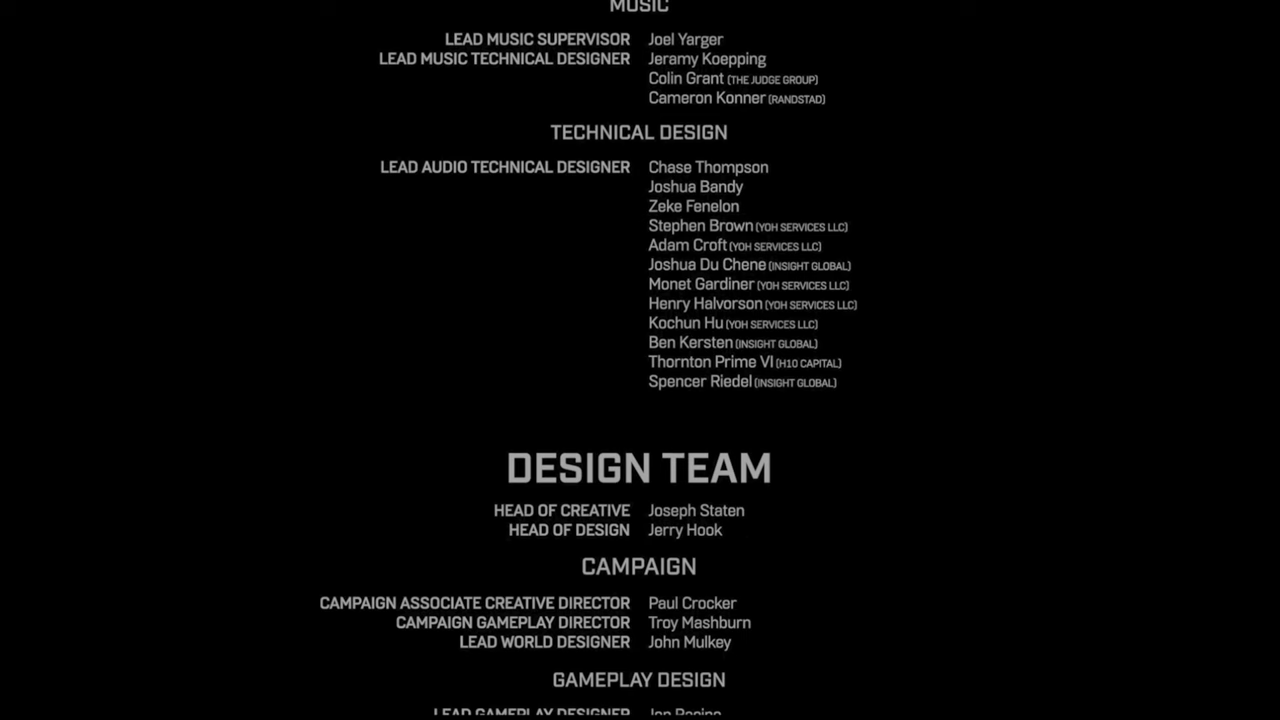 MUSIC
LEAD MUSIC SUPERVISOR Joel Yarger
LEAD MUSIC TECHNICAL DESIGNER Jeramy Koepping
Colin Grant (THE JUDGE GROUP)
Cameron Konner (RANDSTAD)
TECHNICAL DESIGN
LEAD AUDIO TECHNICAL DESIGNER Chase Thompson
Joshua Bandy
Zeke Fenelon
Stephen Brown (YOH SERVICES LLC)
Adam Croft (YOH SERVICES LLC)
Joshua Du Chene (INSIGHT GLOBAL)
Monet Gardiner (YOH SERVICES LLC)
Henry Halvorson (YOH SERVICES LLC)
Kochun Hu (YOH SERVICES LLC)
Ben Kersten (INSIGHT GLOBAL)
Thornton Prime VI (H10 CAPITAL)
Spencer Riedel (INSIGHT GLOBAL)
DESIGN TEAM
HEAD OF CREATIVE Joseph Staten
HEAD OF DESIGN Jerry Hook
CAMPAIGN
CAMPAIGN ASSOCIATE CREATIVE DIRECTOR Paul Crocker
CAMPAIGN GAMEPLAY DIRECTOR Troy Mashburn
LEAD WORLD DESIGNER John Mulkey
GAMEPLAY DESIGN
LEAD GAMEPLAY DESIGNER